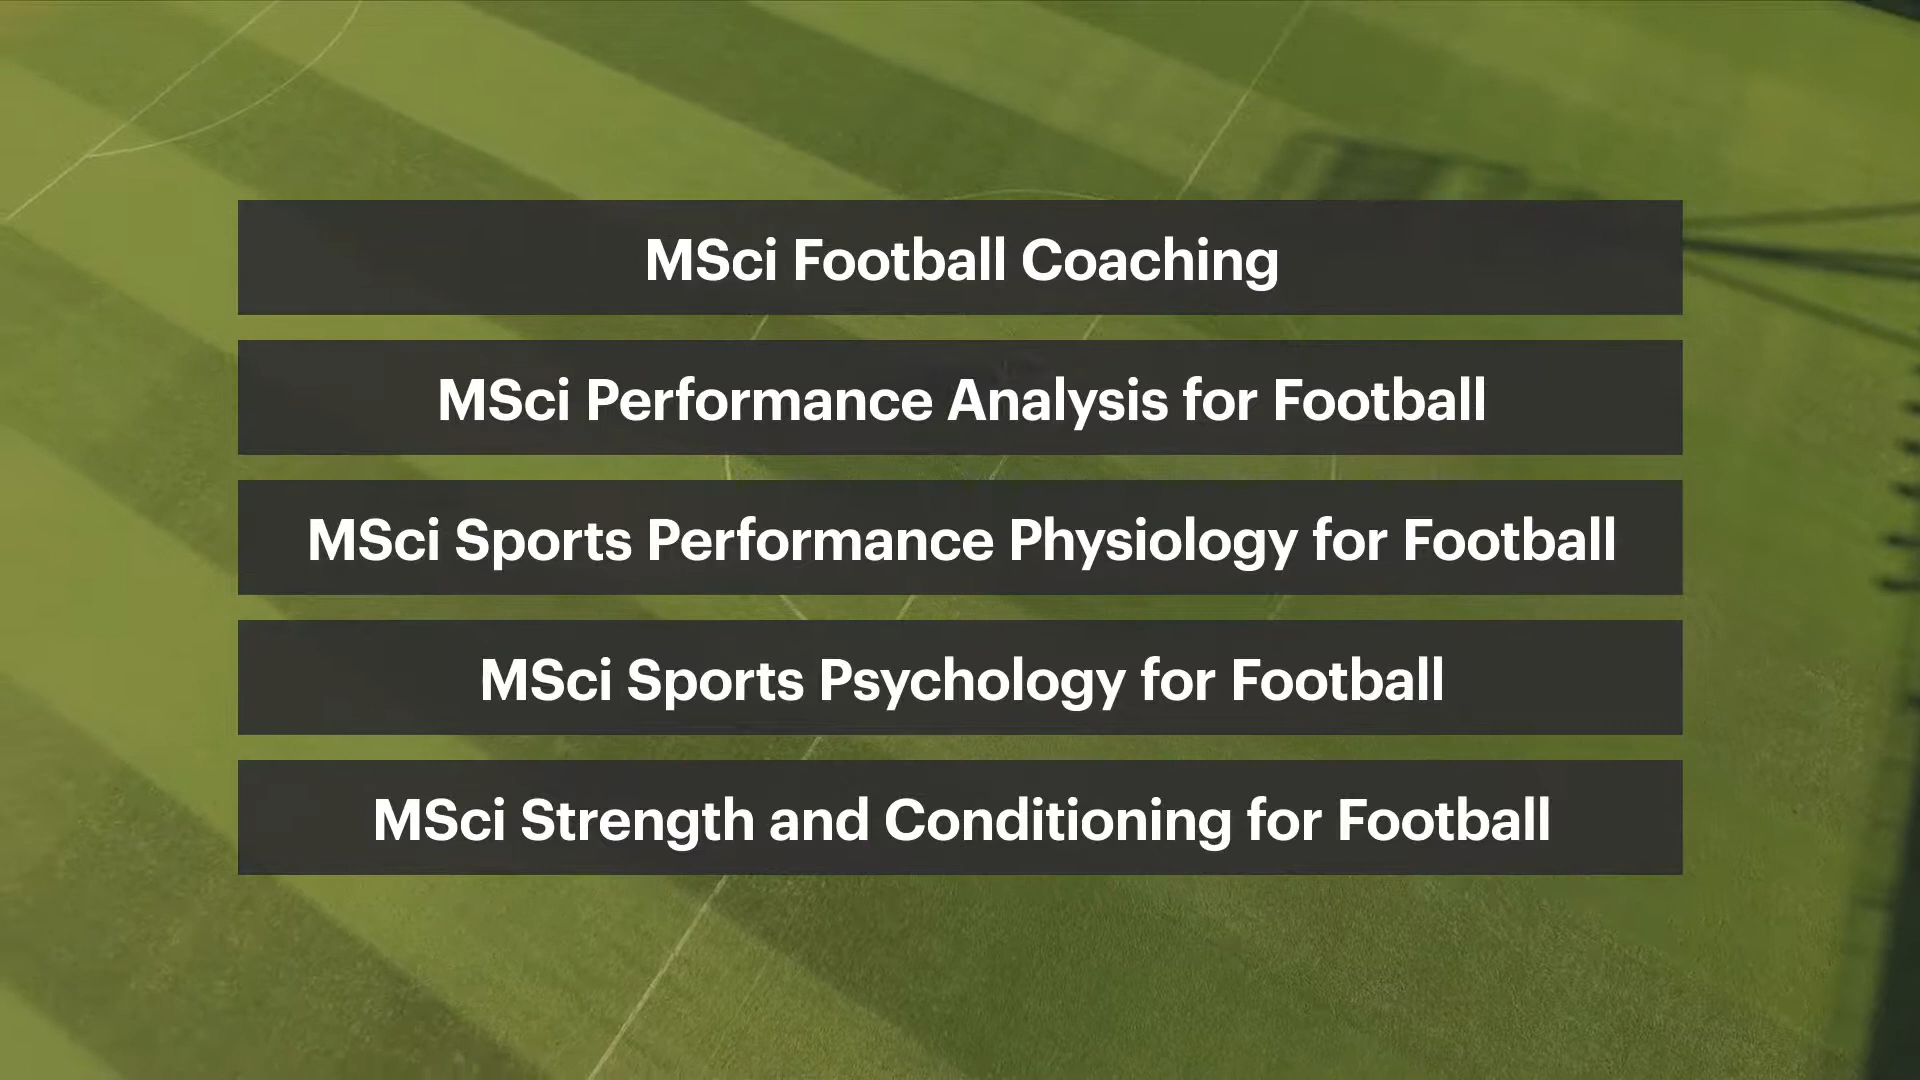 MSci Football Coaching
MSci Performance Analysis for Football
MSci Sports Performance Physiology for Football
MSci Sports Psychology for Football
MSci Strength and Conditioning for Football